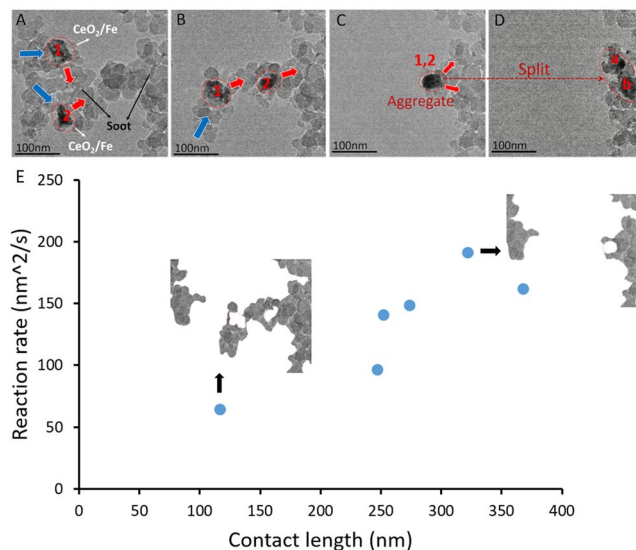 A
CeO₂/Fe
1
2
Soot
CeO₂/Fe
100nm
B
1
2
100nm
C
1,2
Aggregate
100nm
Split
D
a
b
100nm
E
250
200
150
100
50
0
Reaction rate (nm^2/s)
0 50 100 150 200 250 300 350 400
Contact length (nm)